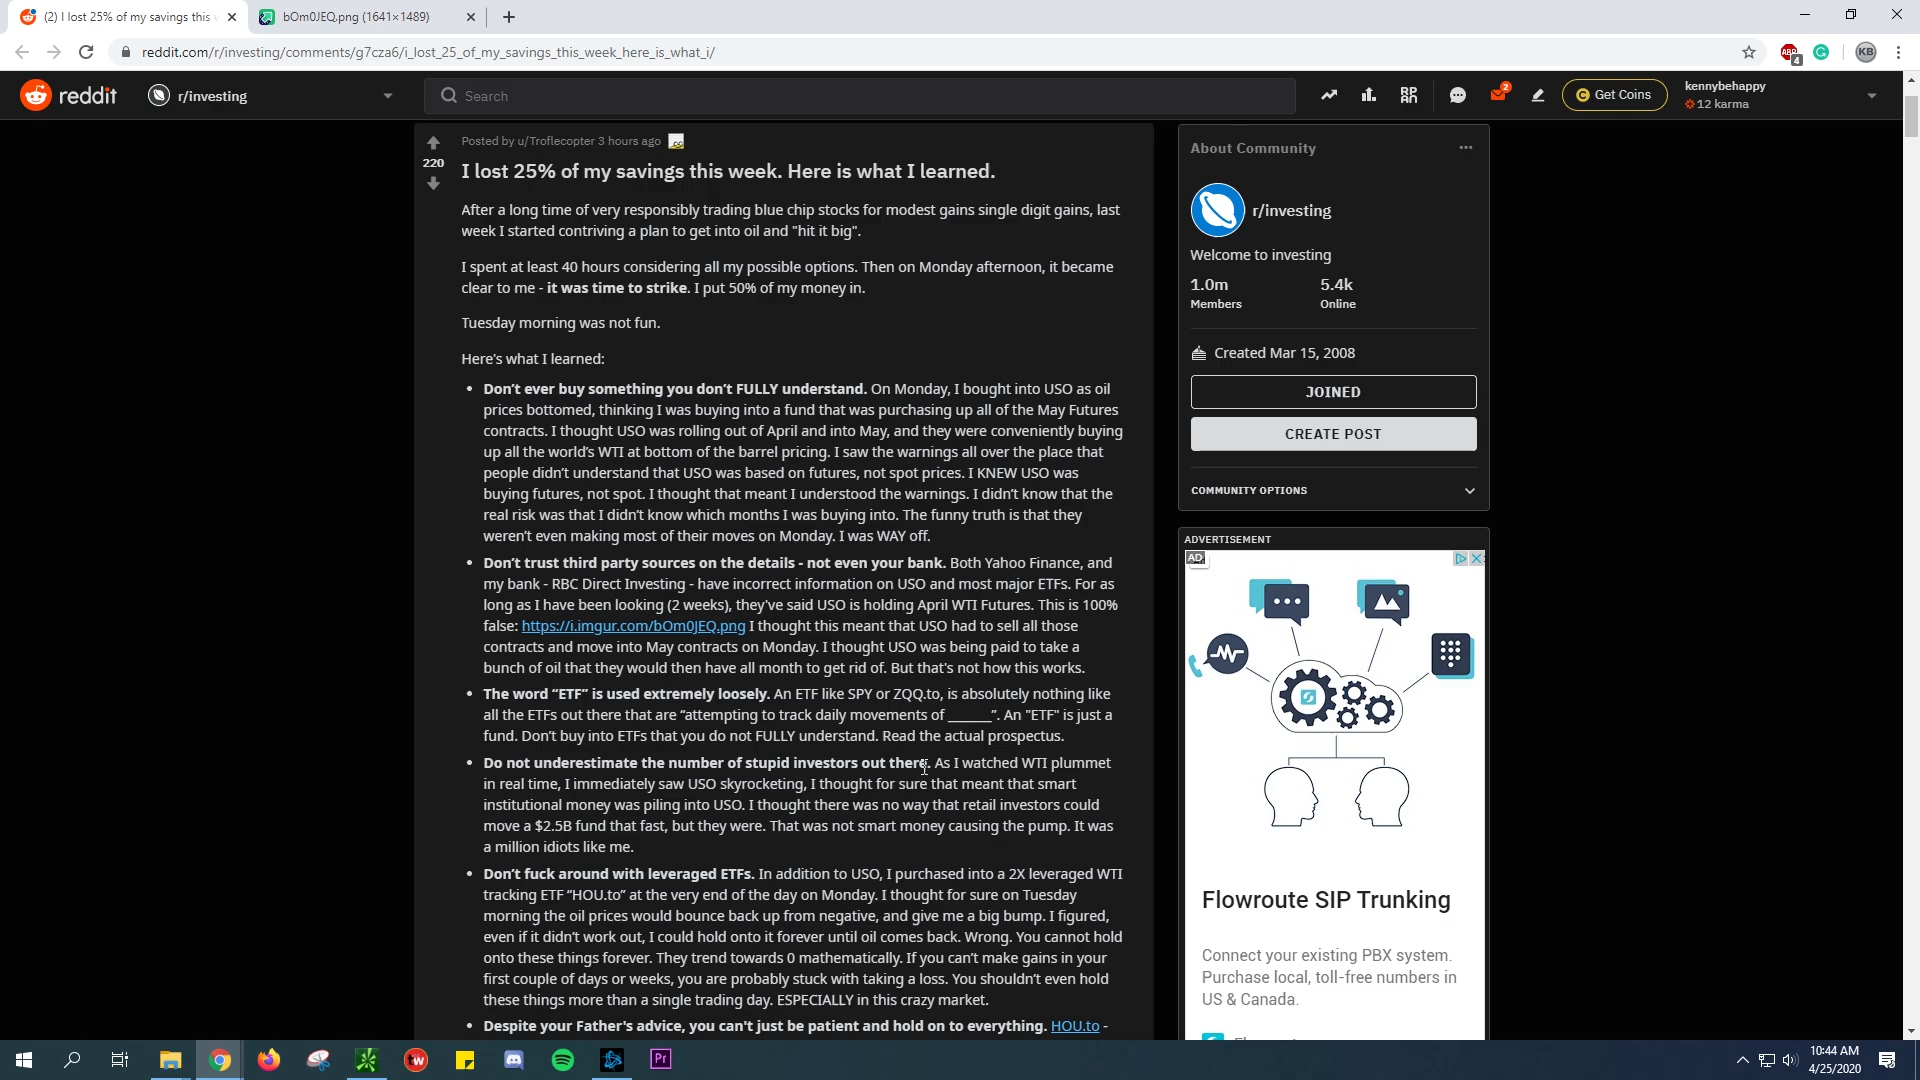 (2) I lost 25% of my savings this
bOm0JEQ.png (1641×1489)
reddit.com/r/investing/comments/g7cza6/i_lost_25_of_my_savings_this_week_here_is_what_i/
ABP
4
KB
reddit
r/investing
Search
2
Get Coins
kennybehappy
12 karma
Posted by u/Troflecopter 3 hours ago
220
I lost 25% of my savings this week. Here is what I learned.
After a long time of very responsibly trading blue chip stocks for modest gains single digit gains, last
week I started contriving a plan to get into oil and "hit it big".
I spent at least 40 hours considering all my possible options. Then on Monday afternoon, it became
clear to me - it was time to strike. I put 50% of my money in.
Tuesday morning was not fun.
Here's what I learned:
• Don’t ever buy something you don’t FULLY understand. On Monday, I bought into USO as oil
prices bottomed, thinking I was buying into a fund that was purchasing up all of the May Futures
contracts. I thought USO was rolling out of April and into May, and they were conveniently buying
up all the world’s WTI at bottom of the barrel pricing. I saw the warnings all over the place that
people didn’t understand that USO was based on futures, not spot prices. I KNEW USO was
buying futures, not spot. I thought that meant I understood the warnings. I didn’t know that the
real risk was that I didn’t know which months I was buying into. The funny truth is that they
weren’t even making most of their moves on Monday. I was WAY off.
• Don’t trust third party sources on the details - not even your bank. Both Yahoo Finance, and
my bank - RBC Direct Investing - have incorrect information on USO and most major ETFs. For as
long as I have been looking (2 weeks), they've said USO is holding April WTI Futures. This is 100%
false: https://i.imgur.com/bOm0JEQ.png I thought this meant that USO had to sell all those
contracts and move into May contracts on Monday. I thought USO was being paid to take a
bunch of oil that they would then have all month to get rid of. But that's not how this works.
• The word “ETF” is used extremely loosely. An ETF like SPY or ZQQ.to, is absolutely nothing like
all the ETFs out there that are “attempting to track daily movements of ______”. An "ETF" is just a
fund. Don’t buy into ETFs that you do not FULLY understand. Read the actual prospectus.
• Do not underestimate the number of stupid investors out there. As I watched WTI plummet
in real time, I immediately saw USO skyrocketing, I thought for sure that meant that smart
institutional money was piling into USO. I thought there was no way that retail investors could
move a $2.5B fund that fast, but they were. That was not smart money causing the pump. It was
a million idiots like me.
• Don’t fuck around with leveraged ETFs. In addition to USO, I purchased into a 2X leveraged WTI
tracking ETF “HOU.to” at the very end of the day on Monday. I thought for sure on Tuesday
morning the oil prices would bounce back up from negative, and give me a big bump. I figured,
even if it didn’t work out, I could hold onto it forever until oil comes back. Wrong. You cannot hold
onto these things forever. They trend towards 0 mathematically. If you can’t make gains in your
first couple of days or weeks, you are probably stuck with taking a loss. You shouldn’t even hold
these things more than a single trading day. ESPECIALLY in this crazy market.
• Despite your Father's advice, you can't just be patient and hold on to everything. HOU.to -
About Community
r/investing
Welcome to investing
1.0m
5.4k
Members
Online
Created Mar 15, 2008
JOINED
CREATE POST
COMMUNITY OPTIONS
ADVERTISEMENT
AD
Flowroute SIP Trunking
Connect your existing PBX system.
Purchase local, toll-free numbers in
US & Canada.
tw
Pr
10:44 AM
4/25/2020